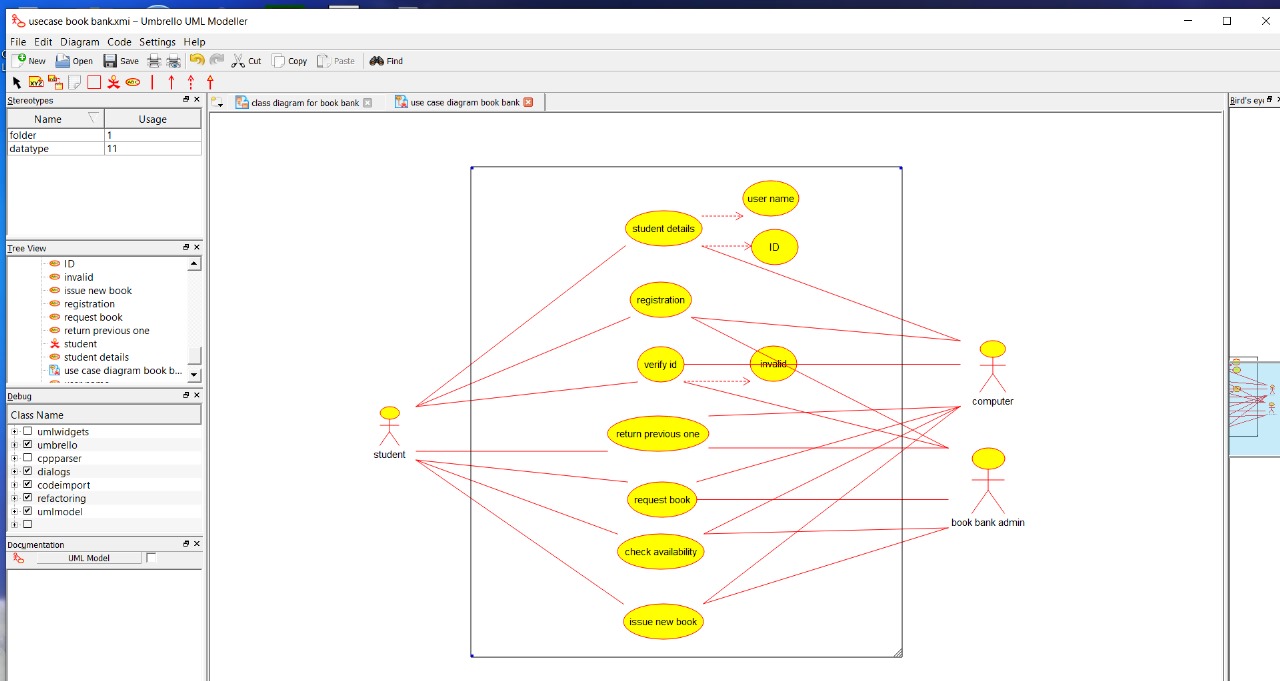 usecase book bank.xmi – Umbrello UML Modeller
File Edit Diagram Code Settings Help
New Open Save Cut Copy Paste Find
Stereotypes
Name Usage
folder 1
datatype 11
Tree View
ID
invalid
issue new book
registration
request book
return previous one
student
student details
use case diagram book b...
Debug
Class Name
umlwidgets
umbrello
cppparser
dialogs
codeimport
refactoring
umlmodel
Documentation
UML Model
class diagram for book bank
use case diagram book bank
Bird's ey
user name
student details
ID
registration
verify id
invalid
computer
return previous one
student
request book
book bank admin
check availability
issue new book